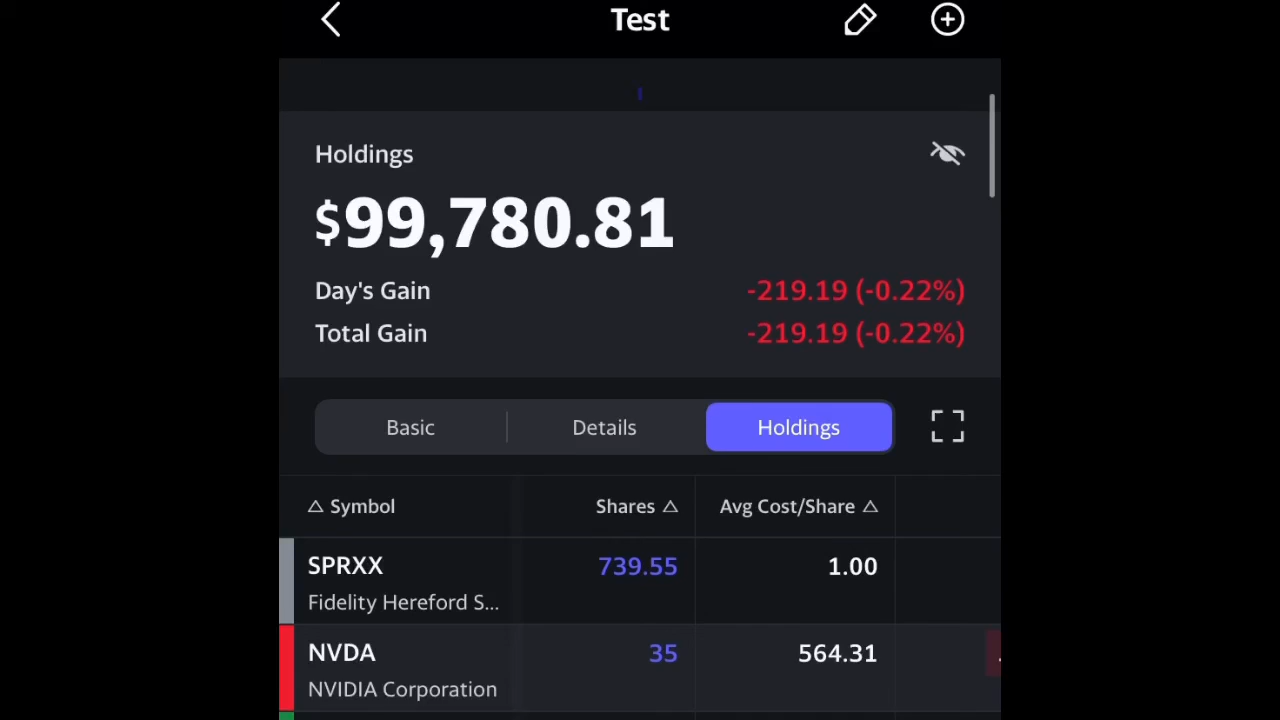 Test
Holdings
$99,780.81
Day's Gain -219.19 (-0.22%)
Total Gain -219.19 (-0.22%)
Basic Details Holdings
△ Symbol Shares △ Avg Cost/Share △
SPRXX 739.55 1.00
Fidelity Hereford S...
NVDA 35 564.31
NVIDIA Corporation